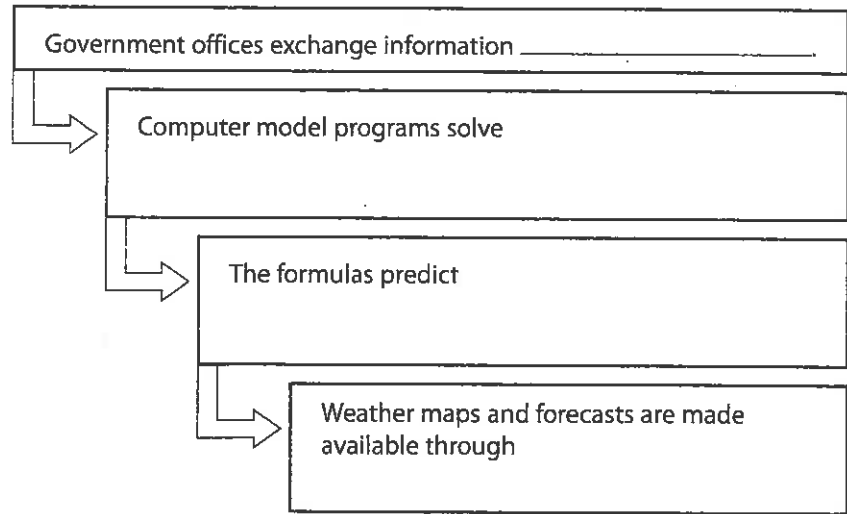 Government offices exchange information ____________________.
Computer model programs solve
The formulas predict
Weather maps and forecasts are made
available through